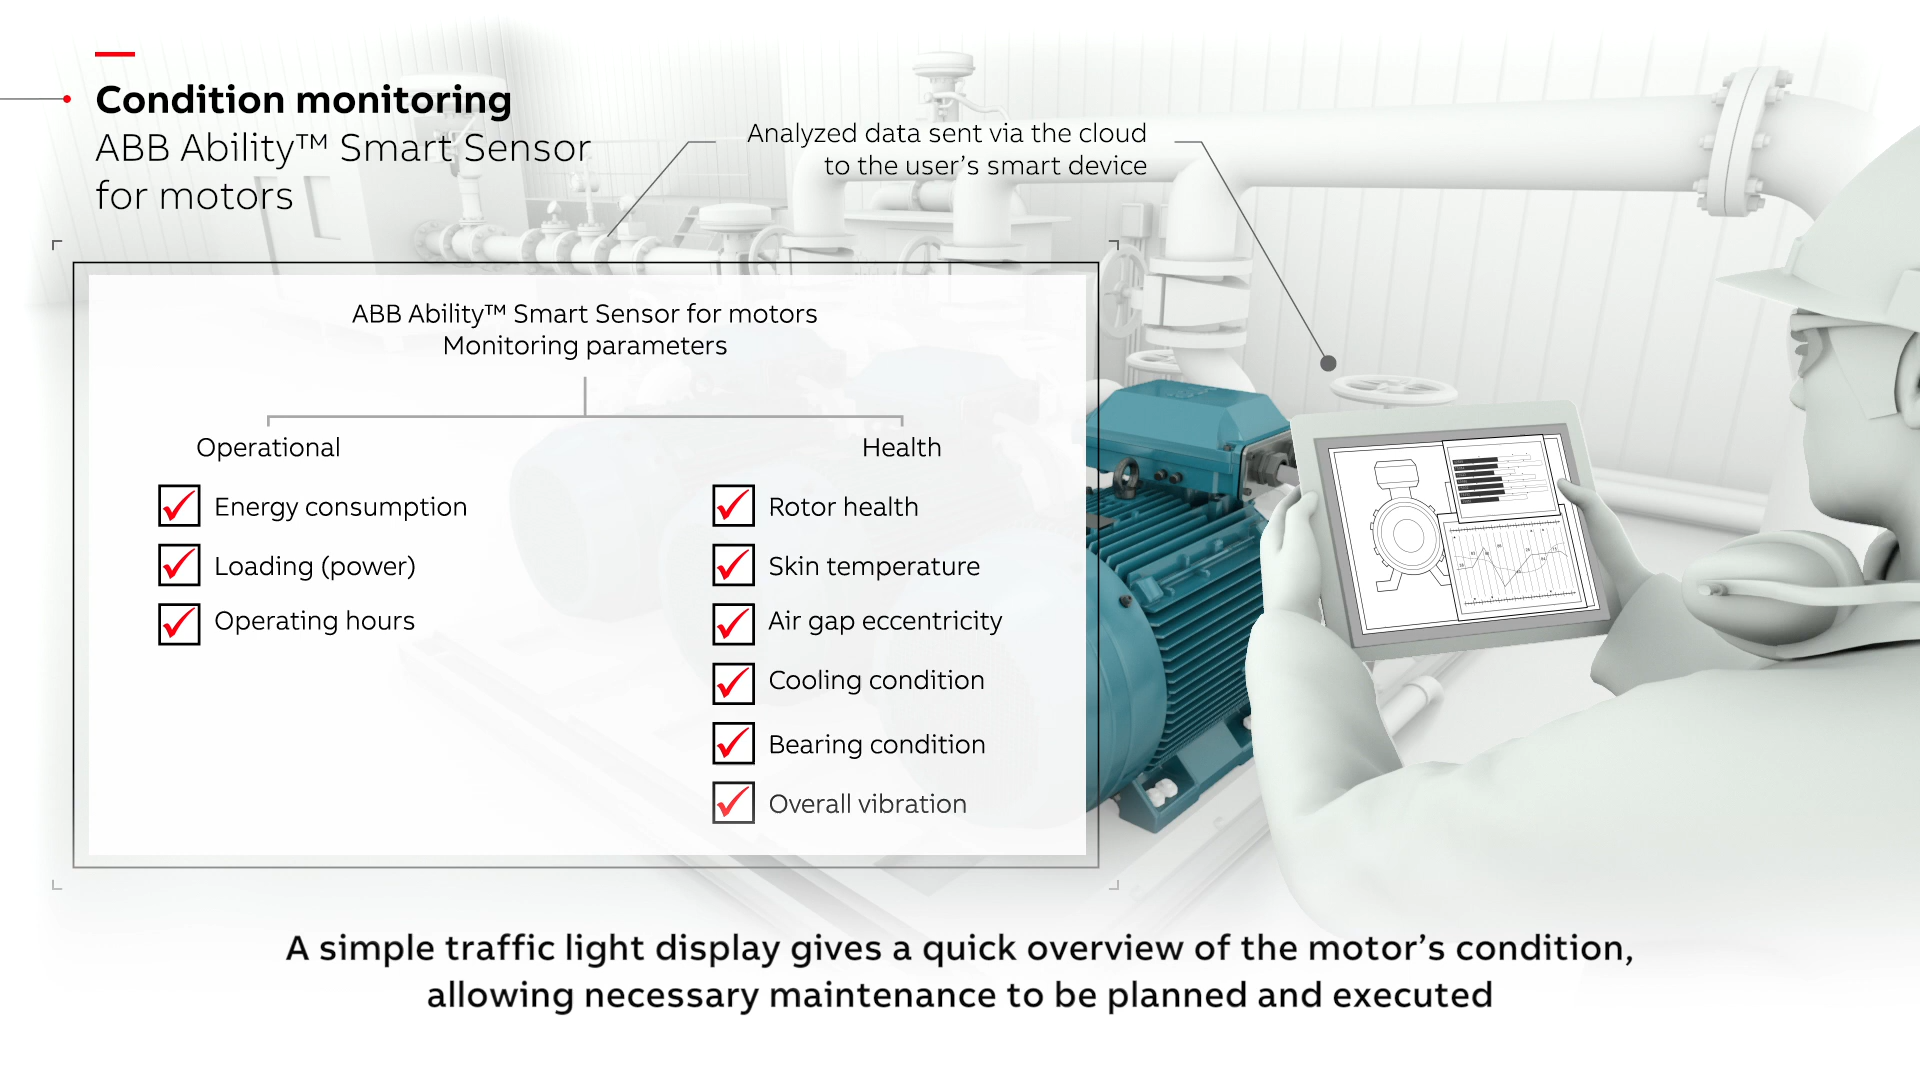 Condition monitoring
ABB Ability™ Smart Sensor
for motors
Analyzed data sent via the cloud
to the user’s smart device
ABB Ability™ Smart Sensor for motors
Monitoring parameters
Operational
Energy consumption
Loading (power)
Operating hours
Health
Rotor health
Skin temperature
Air gap eccentricity
Cooling condition
Bearing condition
Overall vibration
A simple traffic light display gives a quick overview of the motor’s condition,
allowing necessary maintenance to be planned and executed